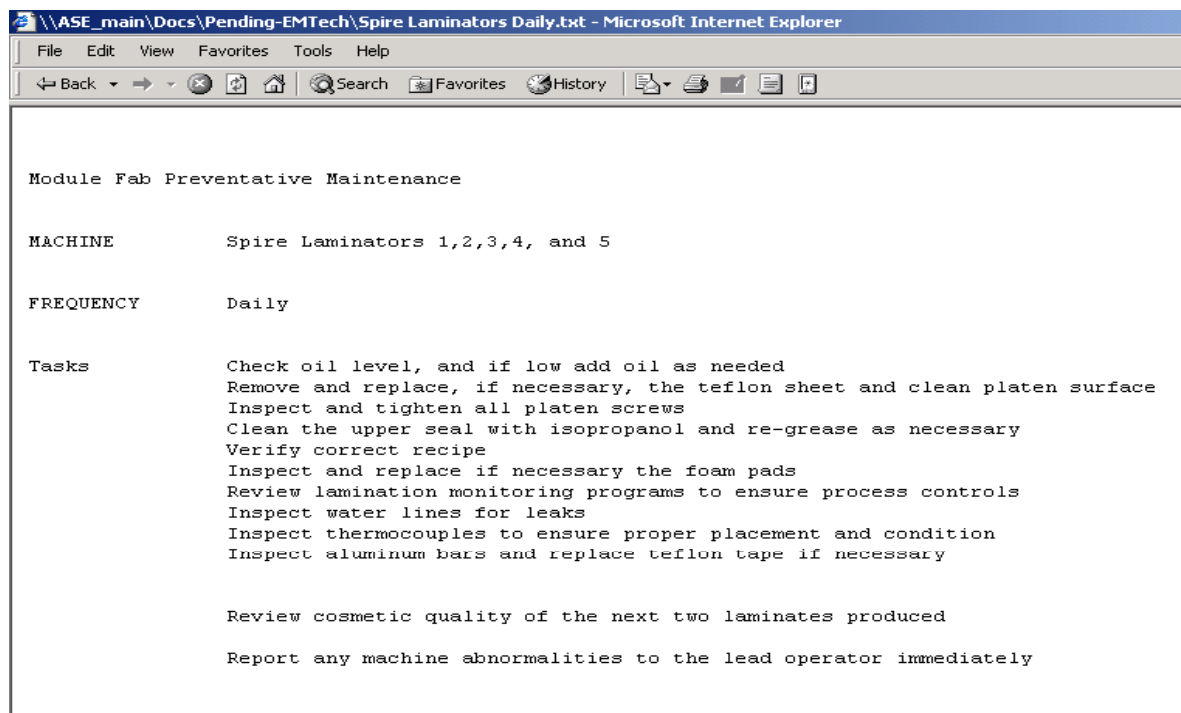 \\ASE_main\Docs\Pending-EMTech\Spire Laminators Daily.txt - Microsoft Internet Explorer
File Edit View Favorites Tools Help
Back Search Favorites History
Module Fab Preventative Maintenance
MACHINE Spire Laminators 1,2,3,4, and 5
FREQUENCY Daily
Tasks Check oil level, and if low add oil as needed
Remove and replace, if necessary, the teflon sheet and clean platen surface
Inspect and tighten all platen screws
Clean the upper seal with isopropanol and re-grease as necessary
Verify correct recipe
Inspect and replace if necessary the foam pads
Review lamination monitoring programs to ensure process controls
Inspect water lines for leaks
Inspect thermocouples to ensure proper placement and condition
Inspect aluminum bars and replace teflon tape if necessary
Review cosmetic quality of the next two laminates produced
Report any machine abnormalities to the lead operator immediately